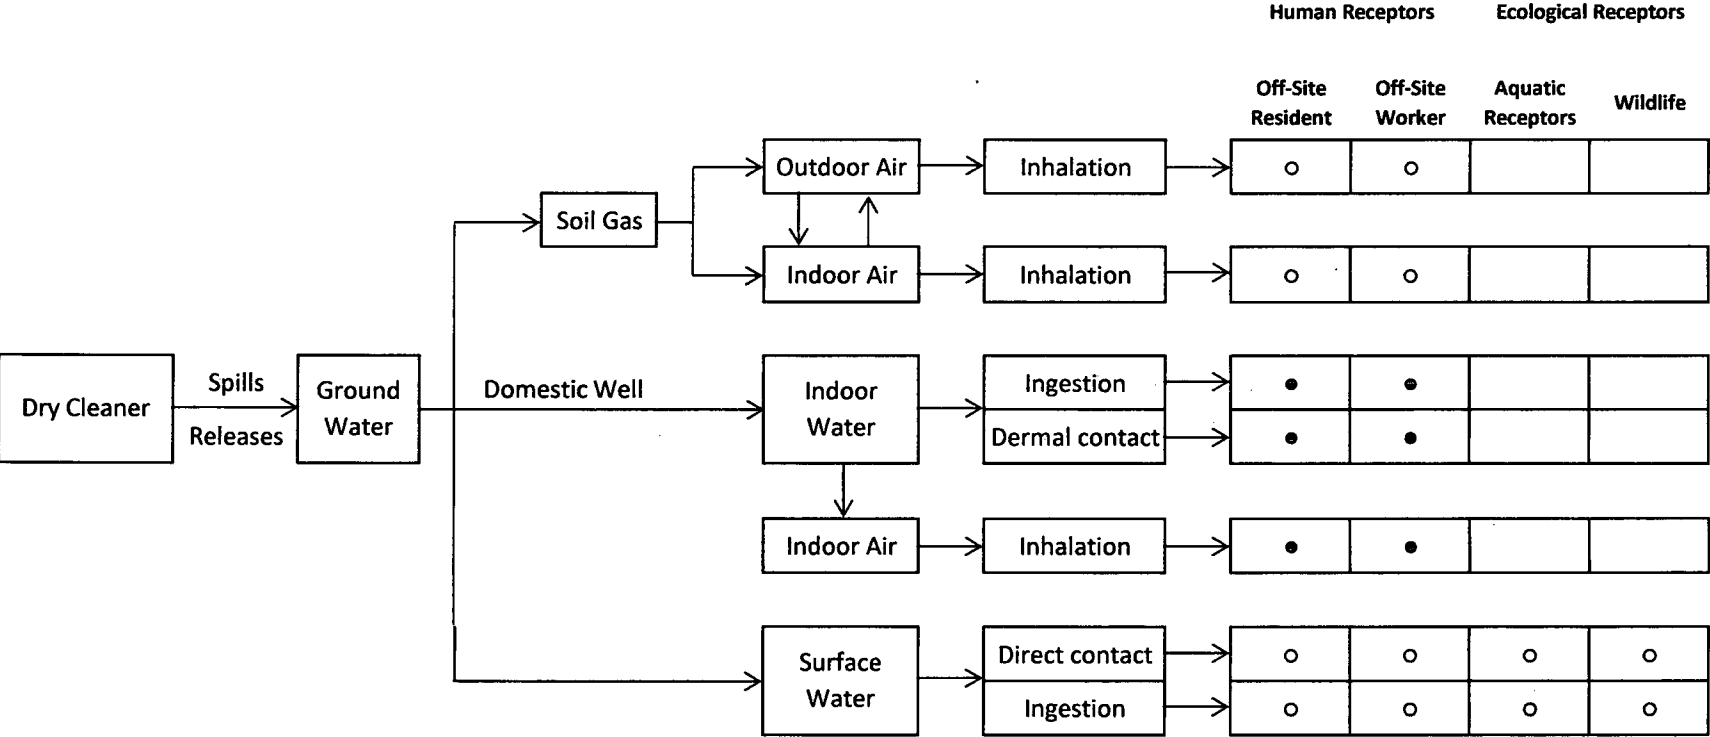 Human Receptors Ecological Receptors
Off-Site Off-Site Aquatic Wildlife
Resident Worker Receptors
Outdoor Air Inhalation
Soil Gas
Indoor Air Inhalation
Dry Cleaner
Spills
Releases
Ground
Water
Domestic Well
Indoor
Water
Ingestion
Dermal contact
Indoor Air Inhalation
Surface
Water
Direct contact
Ingestion